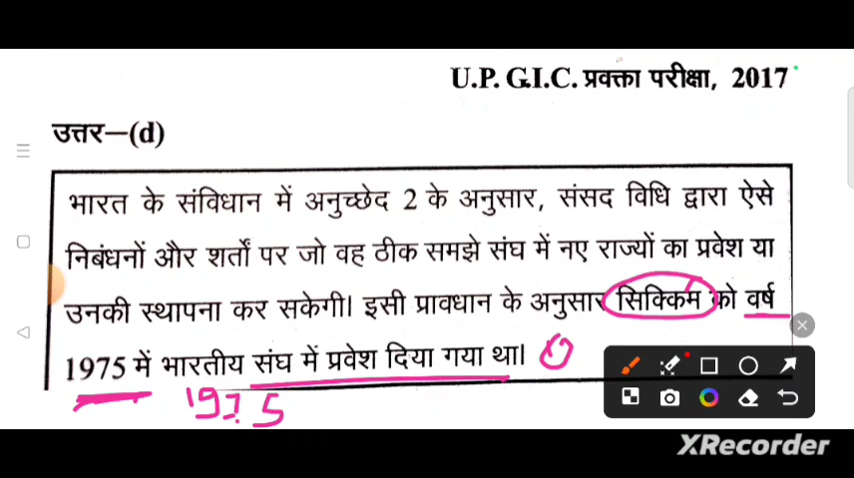 U.P. G.I.C. प्रवक्ता परीक्षा, 2017
उत्तर–(d)
भारत के संविधान में अनुच्छेद 2 के अनुसार, संसद विधि द्वारा ऐसे
निबंधनों और शर्तों पर जो वह ठीक समझे संघ में नए राज्यों का प्रवेश या
उनकी स्थापना कर सकेगी। इसी प्रावधान के अनुसार सिक्किम को वर्ष
1975 में भारतीय संघ में प्रवेश दिया गया था।
1975
XRecorder